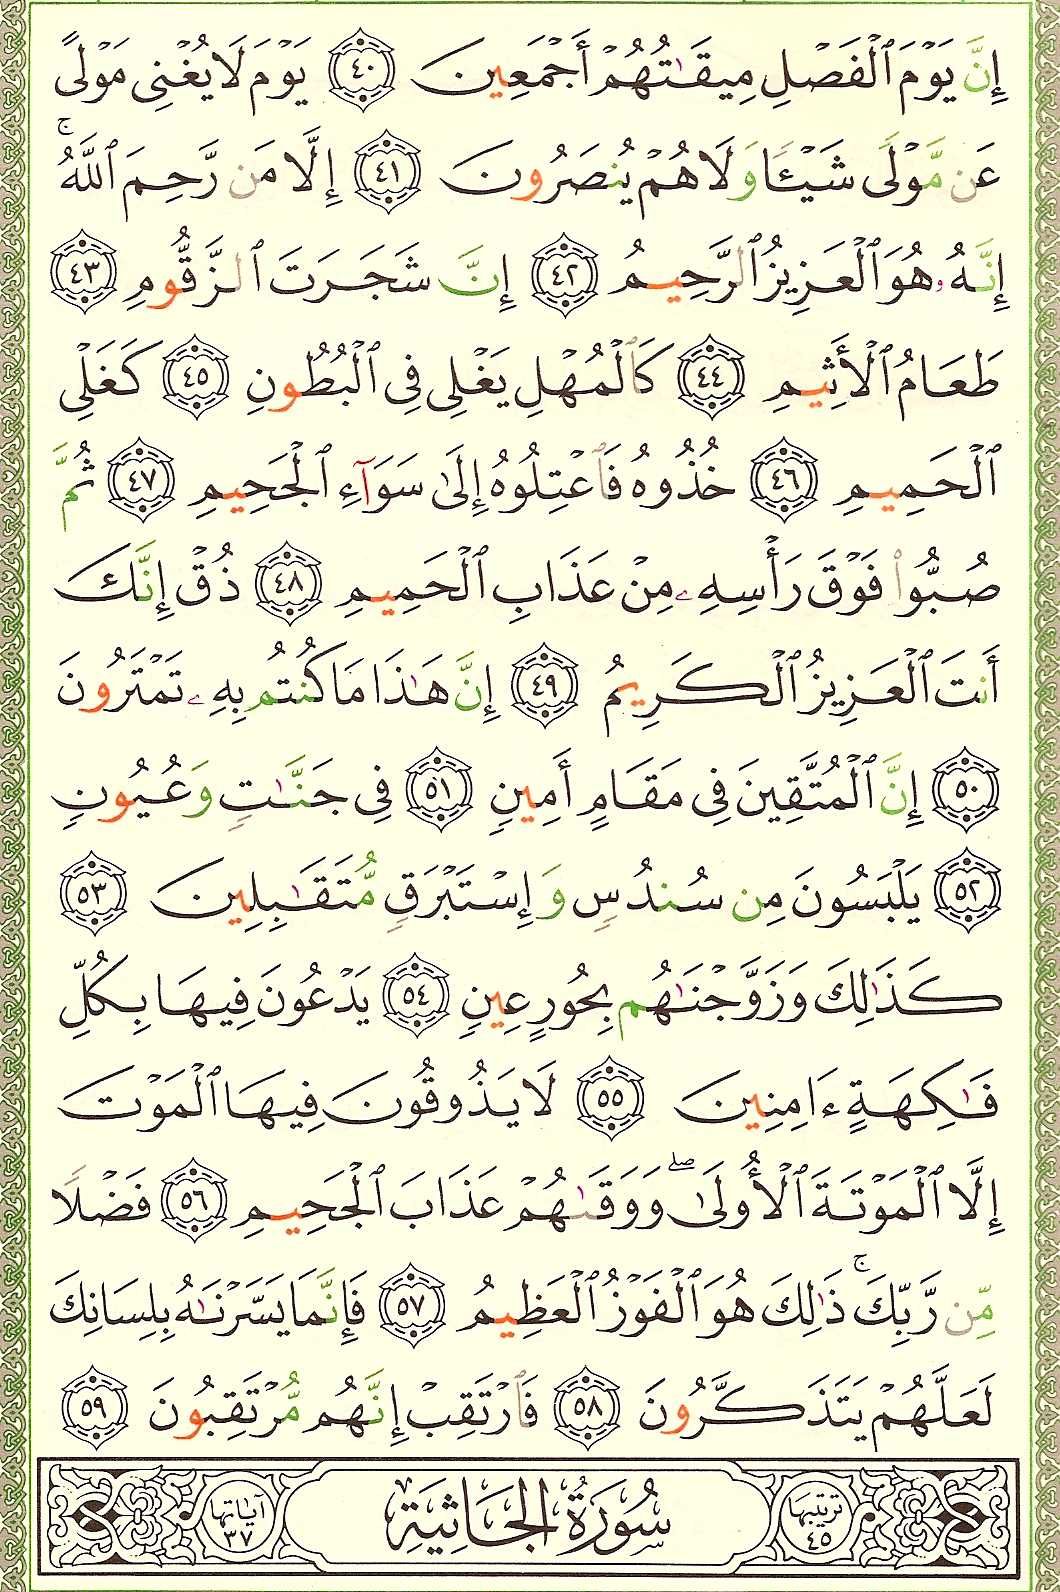 إِنَّ يَوْمَ ٱلْفَصْلِ مِيقَٰتُهُمْ أَجْمَعِينَ ٤٠ يَوْمَ لَا يُغْنِى مَوْلًى
عَن مَّوْلًى شَيْـًٔا وَلَا هُمْ يُنصَرُونَ ٤١ إِلَّا مَن رَّحِمَ ٱللَّهُ ۚ
إِنَّهُۥ هُوَ ٱلْعَزِيزُ ٱلرَّحِيمُ ٤٢ إِنَّ شَجَرَتَ ٱلزَّقُّومِ ٤٣
طَعَامُ ٱلْأَثِيمِ ٤٤ كَٱلْمُهْلِ يَغْلِى فِى ٱلْبُطُونِ ٤٥ كَغَلْىِ
ٱلْحَمِيمِ ٤٦ خُذُوهُ فَٱعْتِلُوهُ إِلَىٰ سَوَآءِ ٱلْجَحِيمِ ٤٧ ثُمَّ
صُبُّوا۟ فَوْقَ رَأْسِهِۦ مِنْ عَذَابِ ٱلْحَمِيمِ ٤٨ ذُقْ إِنَّكَ
أَنتَ ٱلْعَزِيزُ ٱلْكَرِيمُ ٤٩ إِنَّ هَٰذَا مَا كُنتُم بِهِۦ تَمْتَرُونَ
٥٠ إِنَّ ٱلْمُتَّقِينَ فِى مَقَامٍ أَمِينٍ ٥١ فِى جَنَّٰتٍ وَعُيُونٍ
٥٢ يَلْبَسُونَ مِن سُندُسٍ وَإِسْتَبْرَقٍ مُّتَقَٰبِلِينَ ٥٣
كَذَٰلِكَ وَزَوَّجْنَٰهُم بِحُورٍ عِينٍ ٥٤ يَدْعُونَ فِيهَا بِكُلِّ
فَٰكِهَةٍ ءَامِنِينَ ٥٥ لَا يَذُوقُونَ فِيهَا ٱلْمَوْتَ
إِلَّا ٱلْمَوْتَةَ ٱلْأُولَىٰ ۖ وَوَقَىٰهُمْ عَذَابَ ٱلْجَحِيمِ ٥٦ فَضْلًا
مِّن رَّبِّكَ ۚ ذَٰلِكَ هُوَ ٱلْفَوْزُ ٱلْعَظِيمُ ٥٧ فَإِنَّمَا يَسَّرْنَٰهُ بِلِسَانِكَ
لَعَلَّهُمْ يَتَذَكَّرُونَ ٥٨ فَٱرْتَقِبْ إِنَّهُم مُّرْتَقِبُونَ ٥٩
ترتيبها ٤٥ سُورَةُ الجَاثِيَةِ آياتها ٣٧